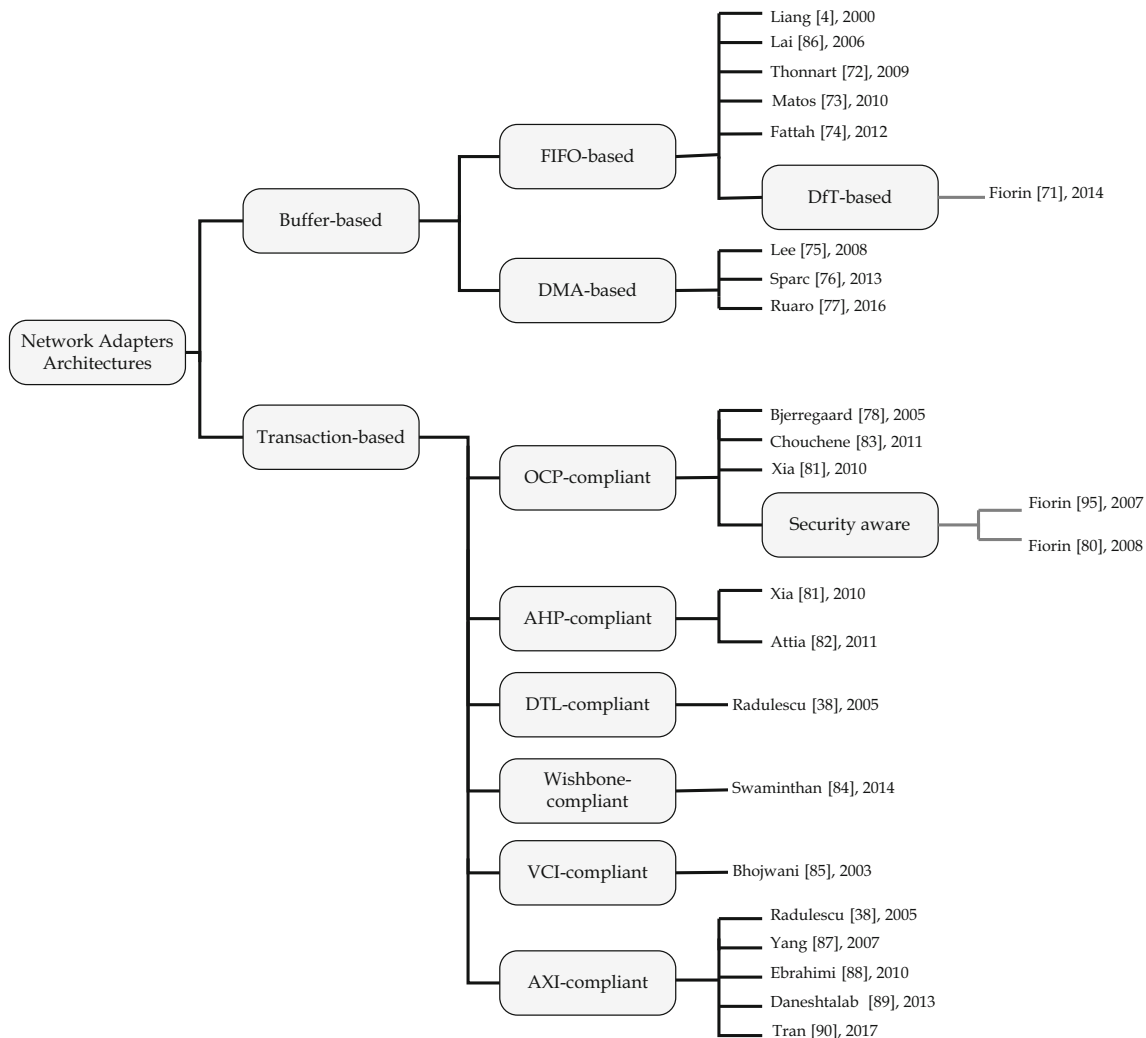 Liang [4], 2000
Lai [86], 2006
Thonnart [72], 2009
Matos [73], 2010
Fattah [74], 2012
FIFO-based
DfT-based
Fiorin [71], 2014
Buffer-based
Lee [75], 2008
DMA-based
Sparc [76], 2013
Ruaro [77], 2016
Network Adapters
Architectures
Transaction-based
Bjerregaard [78], 2005
Chouchene [83], 2011
OCP-compliant
Xia [81], 2010
Security aware
Fiorin [95], 2007
Fiorin [80], 2008
AHP-compliant
Xia [81], 2010
Attia [82], 2011
DTL-compliant
Radulescu [38], 2005
Wishbone-
compliant
Swaminthan [84], 2014
VCI-compliant
Bhojwani [85], 2003
AXI-compliant
Radulescu [38], 2005
Yang [87], 2007
Ebrahimi [88], 2010
Daneshtalab [89], 2013
Tran [90], 2017